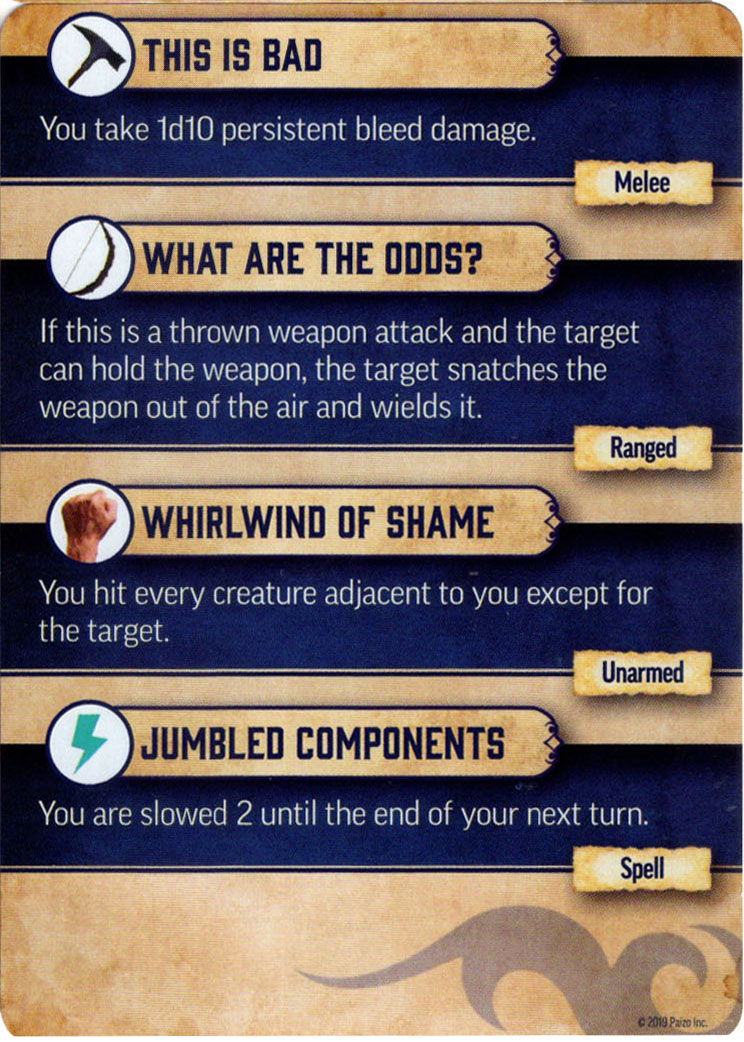 THIS IS BAD
You take 1d10 persistent bleed damage.
Melee
WHAT ARE THE ODDS?
If this is a thrown weapon attack and the target
can hold the weapon, the target snatches the
weapon out of the air and wields it.
Ranged
WHIRLWIND OF SHAME
You hit every creature adjacent to you except for
the target.
Unarmed
JUMBLED COMPONENTS
You are slowed 2 until the end of your next turn.
Spell
© 2019 Paizo Inc.